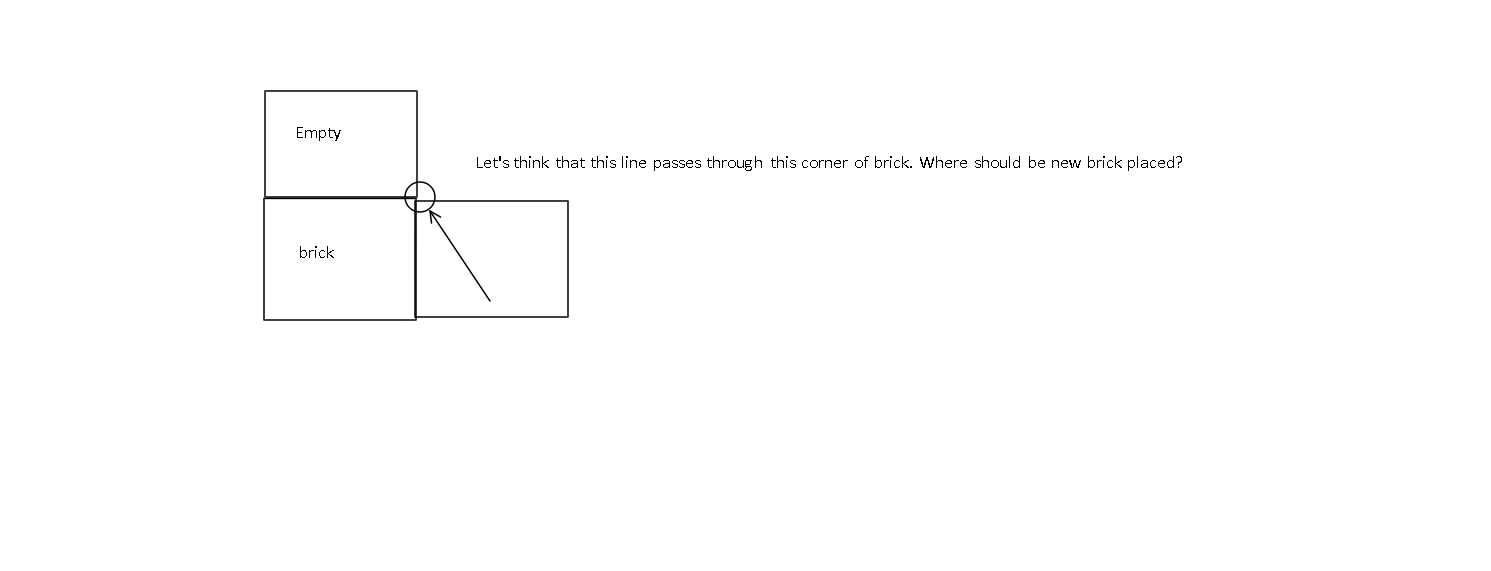 Empty
Let's think that this line passes through this corner of brick. Where should be new brick placed?
brick